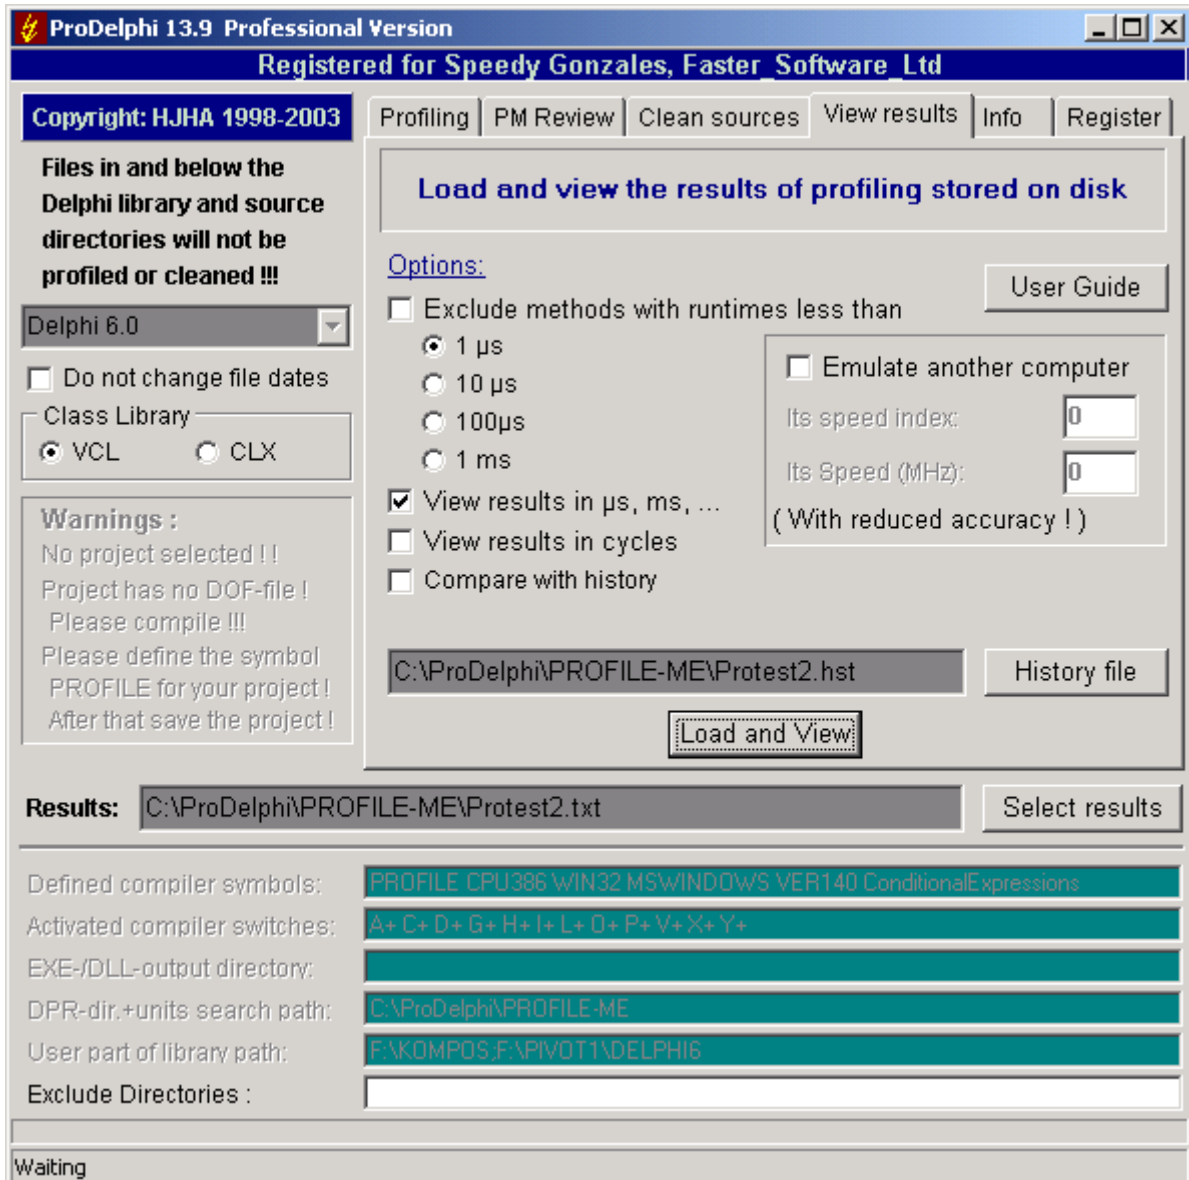 ProDelphi 13.9 Professional Version
Registered for Speedy Gonzales, Faster_Software_Ltd
Copyright: HJHA 1998-2003
Files in and below the
Delphi library and source
directories will not be
profiled or cleaned !!!
Delphi 6.0
Do not change file dates
Class Library
VCL CLX
Warnings :
No project selected ! !
Project has no DOF-file !
Please compile !!!
Please define the symbol
PROFILE for your project !
After that save the project !
Profiling PM Review Clean sources View results Info Register
Load and view the results of profiling stored on disk
Options:
User Guide
Exclude methods with runtimes less than
1 µs
10 µs
100µs
1 ms
View results in µs, ms, ...
View results in cycles
Compare with history
Emulate another computer
Its speed index: 0
Its Speed (MHz): 0
( With reduced accuracy ! )
C:\ProDelphi\PROFILE-ME\Protest2.hst History file
Load and View
Results: C:\ProDelphi\PROFILE-ME\Protest2.txt Select results
Defined compiler symbols: PROFILE CPU386 WIN32 MSWINDOWS VER140 ConditionalExpressions
Activated compiler switches: A+ C+ D+ G+ H+ I+ L+ O+ P+ V+ X+ Y+
EXE-/DLL-output directory:
DPR-dir.+units search path: C:\ProDelphi\PROFILE-ME
User part of library path: F:\KOMPOS;F:\PIVOT1\DELPHI6
Exclude Directories :
Waiting